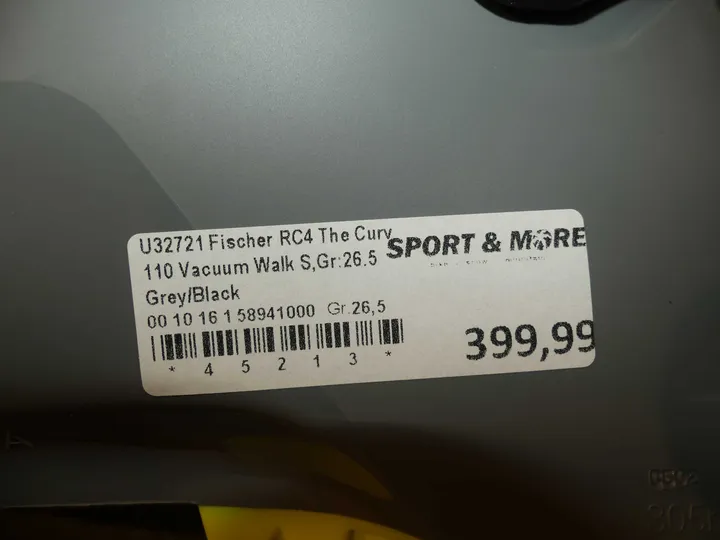 U32721 Fischer RC4 The Curv
110 Vacuum Walk S,Gr:26.5
Grey/Black
00 10 16 1 58941000 Gr.26,5
* 4 5 2 1 3 *
SPORT & MORE
399,99